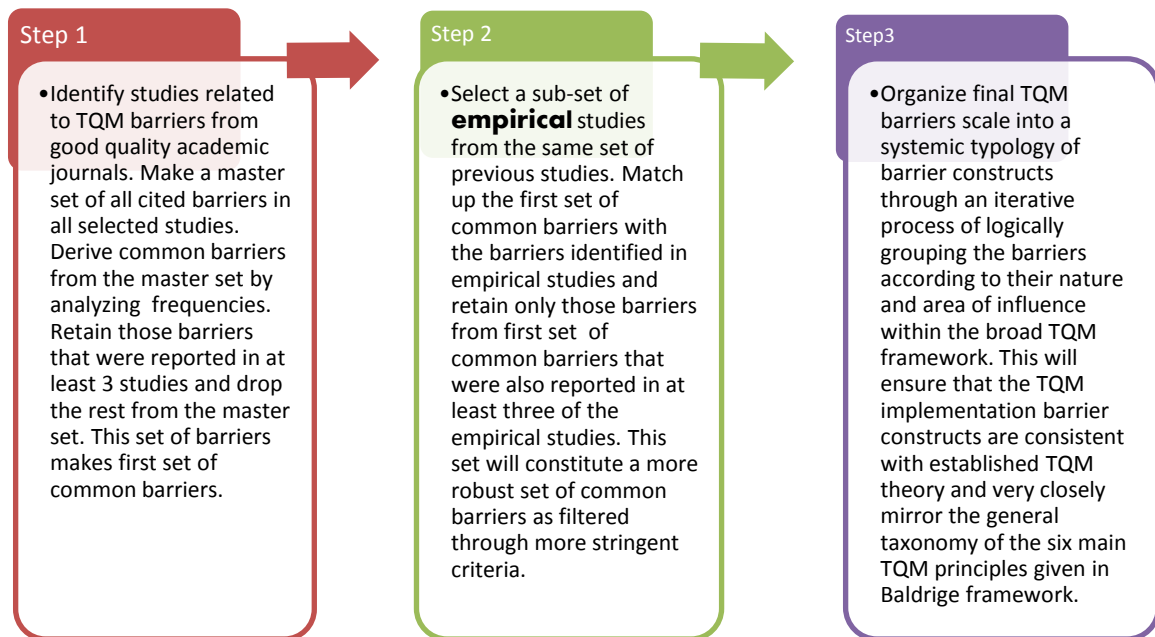 Step 1
•Identify studies related
to TQM barriers from
good quality academic
journals. Make a master
set of all cited barriers in
all selected studies.
Derive common barriers
from the master set by
analyzing frequencies.
Retain those barriers
that were reported in at
least 3 studies and drop
the rest from the master
set. This set of barriers
makes first set of
common barriers.
Step 2
•Select a sub-set of
empirical studies
from the same set of
previous studies. Match
up the first set of
common barriers with
the barriers identified in
empirical studies and
retain only those barriers
from first set of
common barriers that
were also reported in at
least three of the
empirical studies. This
set will constitute a more
robust set of common
barriers as filtered
through more stringent
criteria.
Step3
•Organize final TQM
barriers scale into a
systemic typology of
barrier constructs
through an iterative
process of logically
grouping the barriers
according to their nature
and area of influence
within the broad TQM
framework. This will
ensure that the TQM
implementation barrier
constructs are consistent
with established TQM
theory and very closely
mirror the general
taxonomy of the six main
TQM principles given in
Baldrige framework.